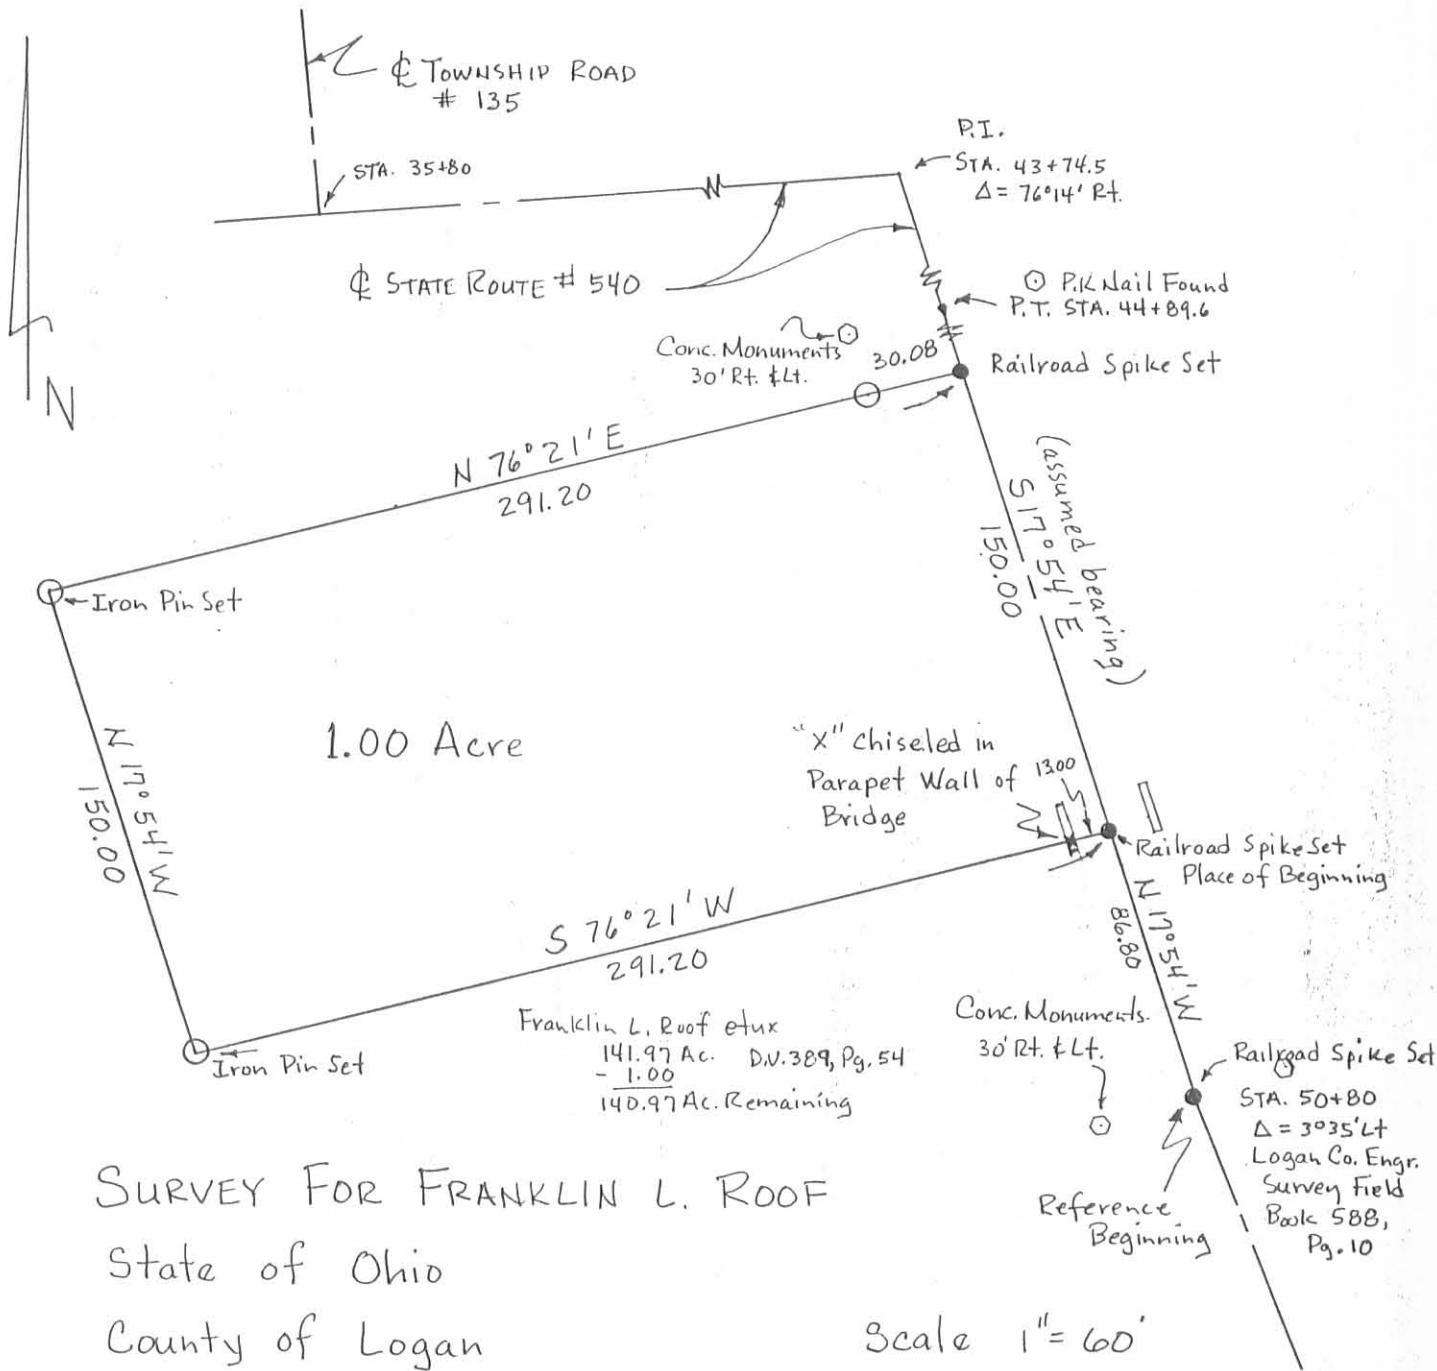 ℄ TOWNSHIP ROAD
# 135
STA. 35+80
P.I.
STA. 43+74.5
Δ = 76°14' Rt.
℄ STATE ROUTE # 540
P.K Nail Found
P.T. STA. 44+89.6
Conc. Monuments
30' Rt. & Lt.
30.08
Railroad Spike Set
N
N 76°21' E
291.20
(assumed bearing)
S 17°54' E
150.00
Iron Pin Set
1.00 Acre
N 17°54' W
150.00
"X" chiseled in
Parapet Wall of
Bridge
13.00
Railroad Spike Set
Place of Beginning
S 76°21' W
291.20
N 17°54' W
86.80
Iron Pin Set
Franklin L. Roof etux
141.97 Ac. D.V. 389, Pg. 54
- 1.00
140.97 Ac. Remaining
Conc. Monuments.
30' Rt. & Lt.
Railroad Spike Set
STA. 50+80
Δ = 3°35' Lt
Logan Co. Engr.
Survey Field
Book 588,
Pg. 10
Reference
Beginning
SURVEY FOR FRANKLIN L. ROOF
State of Ohio
County of Logan
Scale 1" = 60'